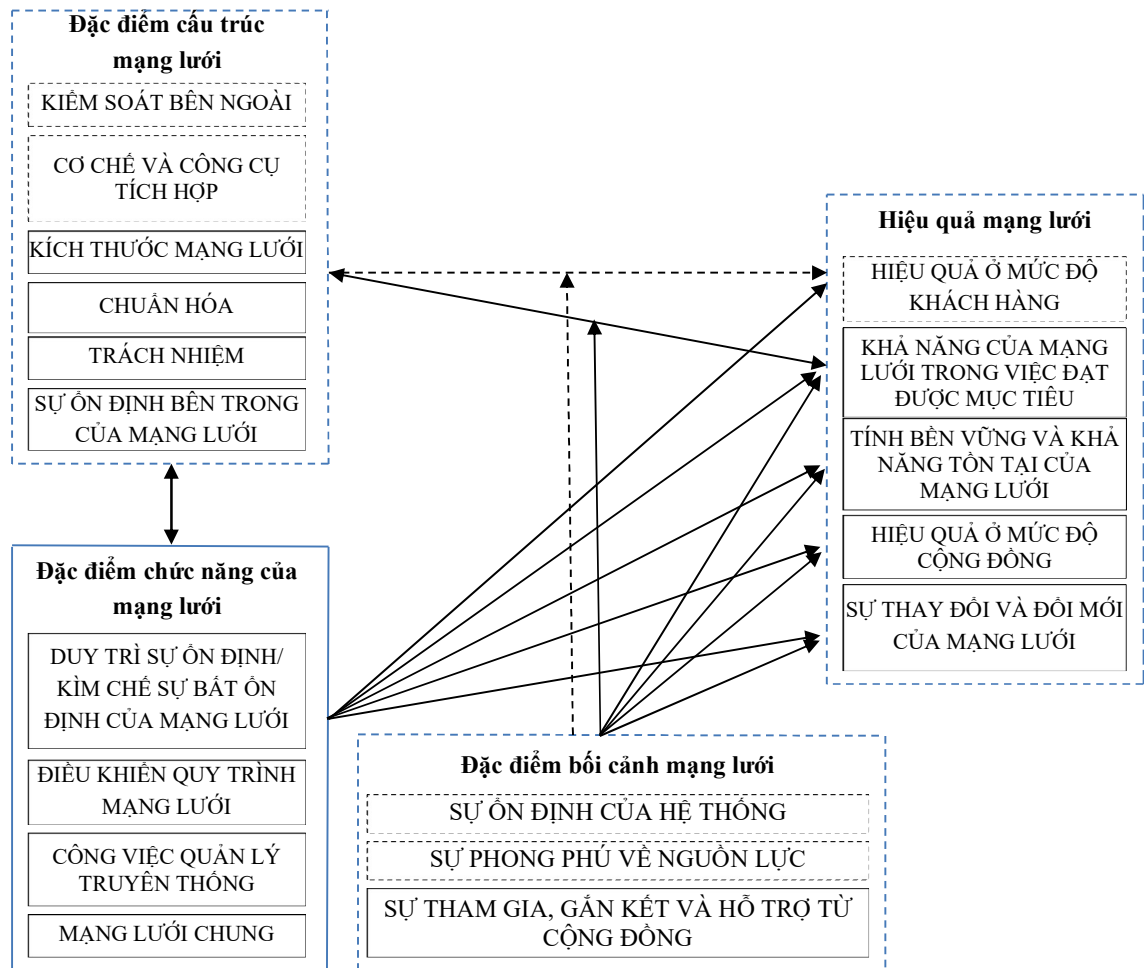 Đặc điểm cấu trúc
mạng lưới
KIỂM SOÁT BÊN NGOÀI
CƠ CHẾ VÀ CÔNG CỤ
TÍCH HỢP
KÍCH THƯỚC MẠNG LƯỚI
CHUẨN HÓA
TRÁCH NHIỆM
SỰ ỔN ĐỊNH BÊN TRONG
CỦA MẠNG LƯỚI
Hiệu quả mạng lưới
HIỆU QUẢ Ở MỨC ĐỘ
KHÁCH HÀNG
KHẢ NĂNG CỦA MẠNG
LƯỚI TRONG VIỆC ĐẠT
ĐƯỢC MỤC TIÊU
TÍNH BỀN VỮNG VÀ KHẢ
NĂNG TỒN TẠI CỦA
MẠNG LƯỚI
HIỆU QUẢ Ở MỨC ĐỘ
CỘNG ĐỒNG
SỰ THAY ĐỔI VÀ ĐỔI MỚI
CỦA MẠNG LƯỚI
Đặc điểm chức năng của
mạng lưới
DUY TRÌ SỰ ỔN ĐỊNH/
KÌM CHẾ SỰ BẤT ỔN
ĐỊNH CỦA MẠNG LƯỚI
ĐIỀU KHIỂN QUY TRÌNH
MẠNG LƯỚI
CÔNG VIỆC QUẢN LÝ
TRUYỀN THỐNG
MẠNG LƯỚI CHUNG
Đặc điểm bối cảnh mạng lưới
SỰ ỔN ĐỊNH CỦA HỆ THỐNG
SỰ PHONG PHÚ VỀ NGUỒN LỰC
SỰ THAM GIA, GẮN KẾT VÀ HỖ TRỢ TỪ
CỘNG ĐỒNG